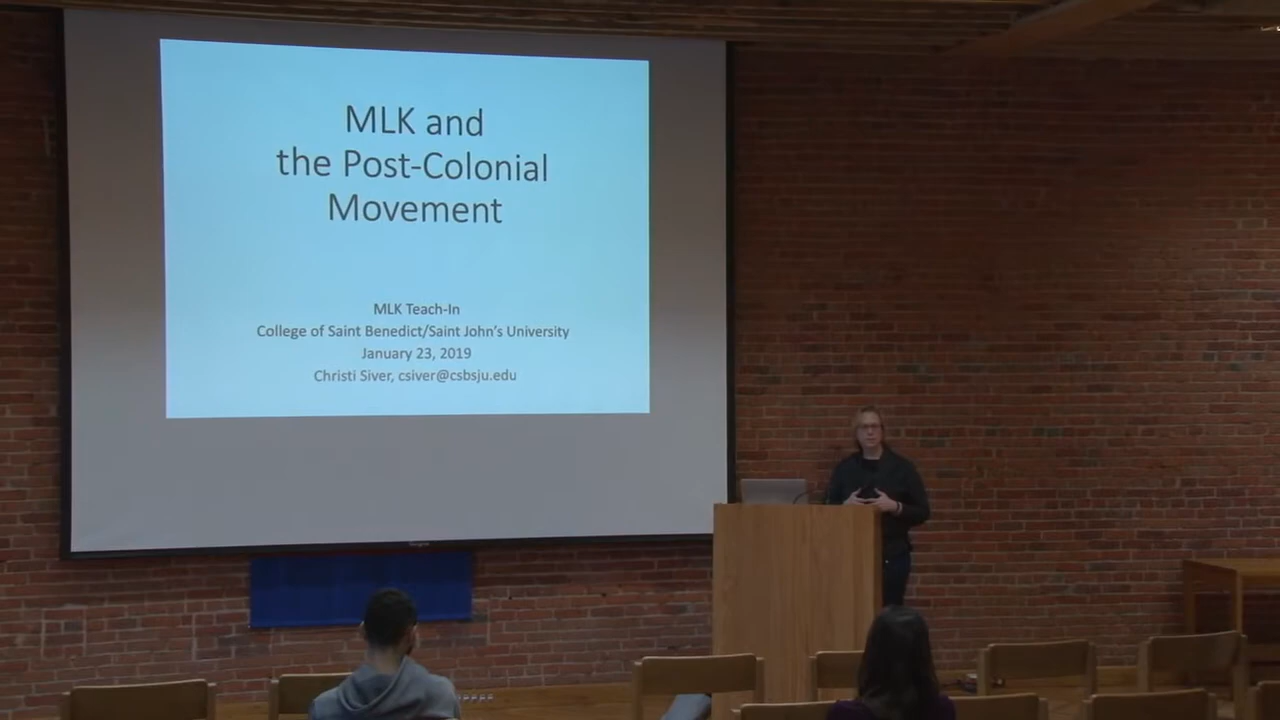 MLK and
the Post-Colonial
Movement
MLK Teach-In
College of Saint Benedict/Saint John's University
January 23, 2019
Christi Siver, csiver@csbsju.edu